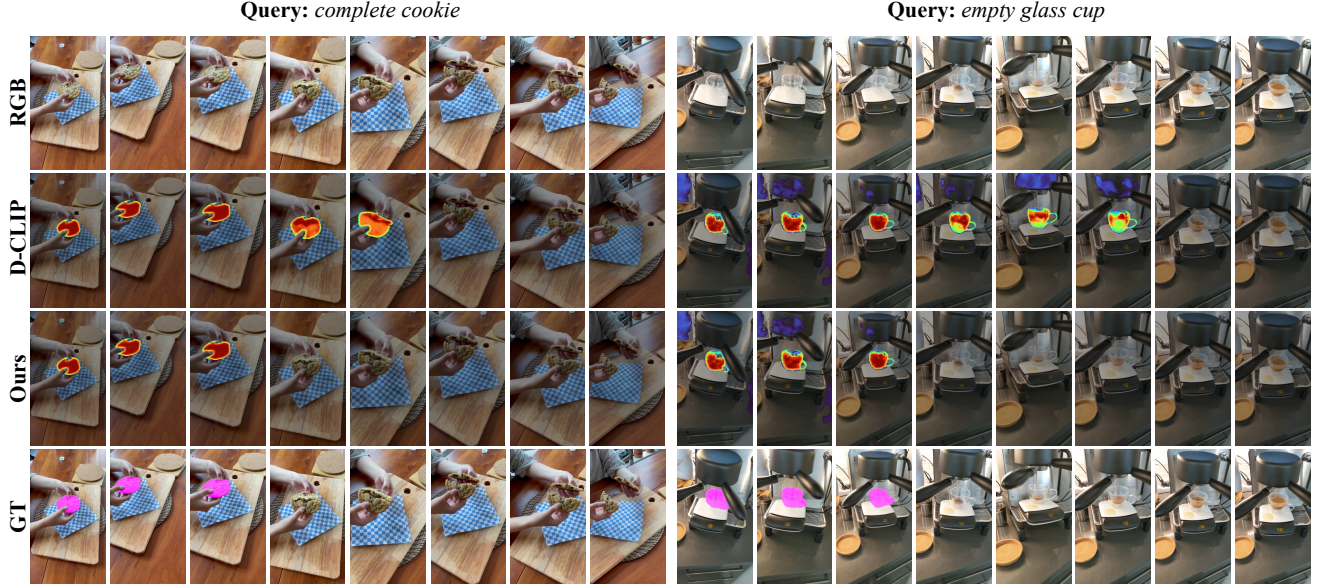 Query: complete cookie
Query: empty glass cup
RGB
D-CLIP
Ours
GT